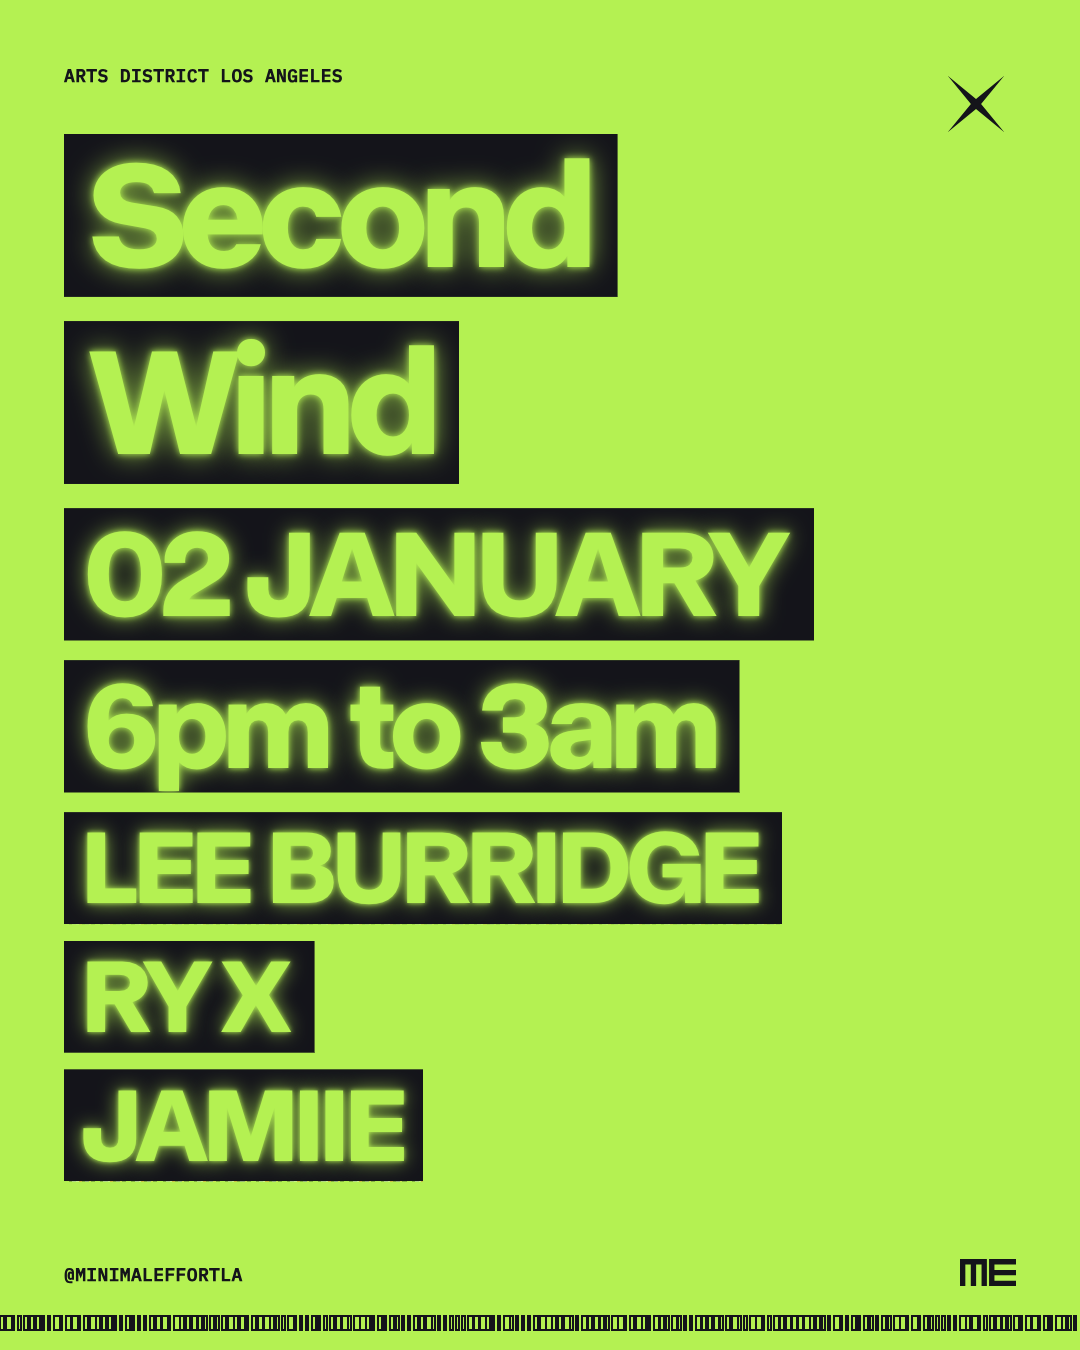 ARTS DISTRICT LOS ANGELES
Second
Wind
02 JANUARY
6pm to 3am
LEE BURRIDGE
RY X
JAMIIE
@MINIMALEFFORTLA
ME